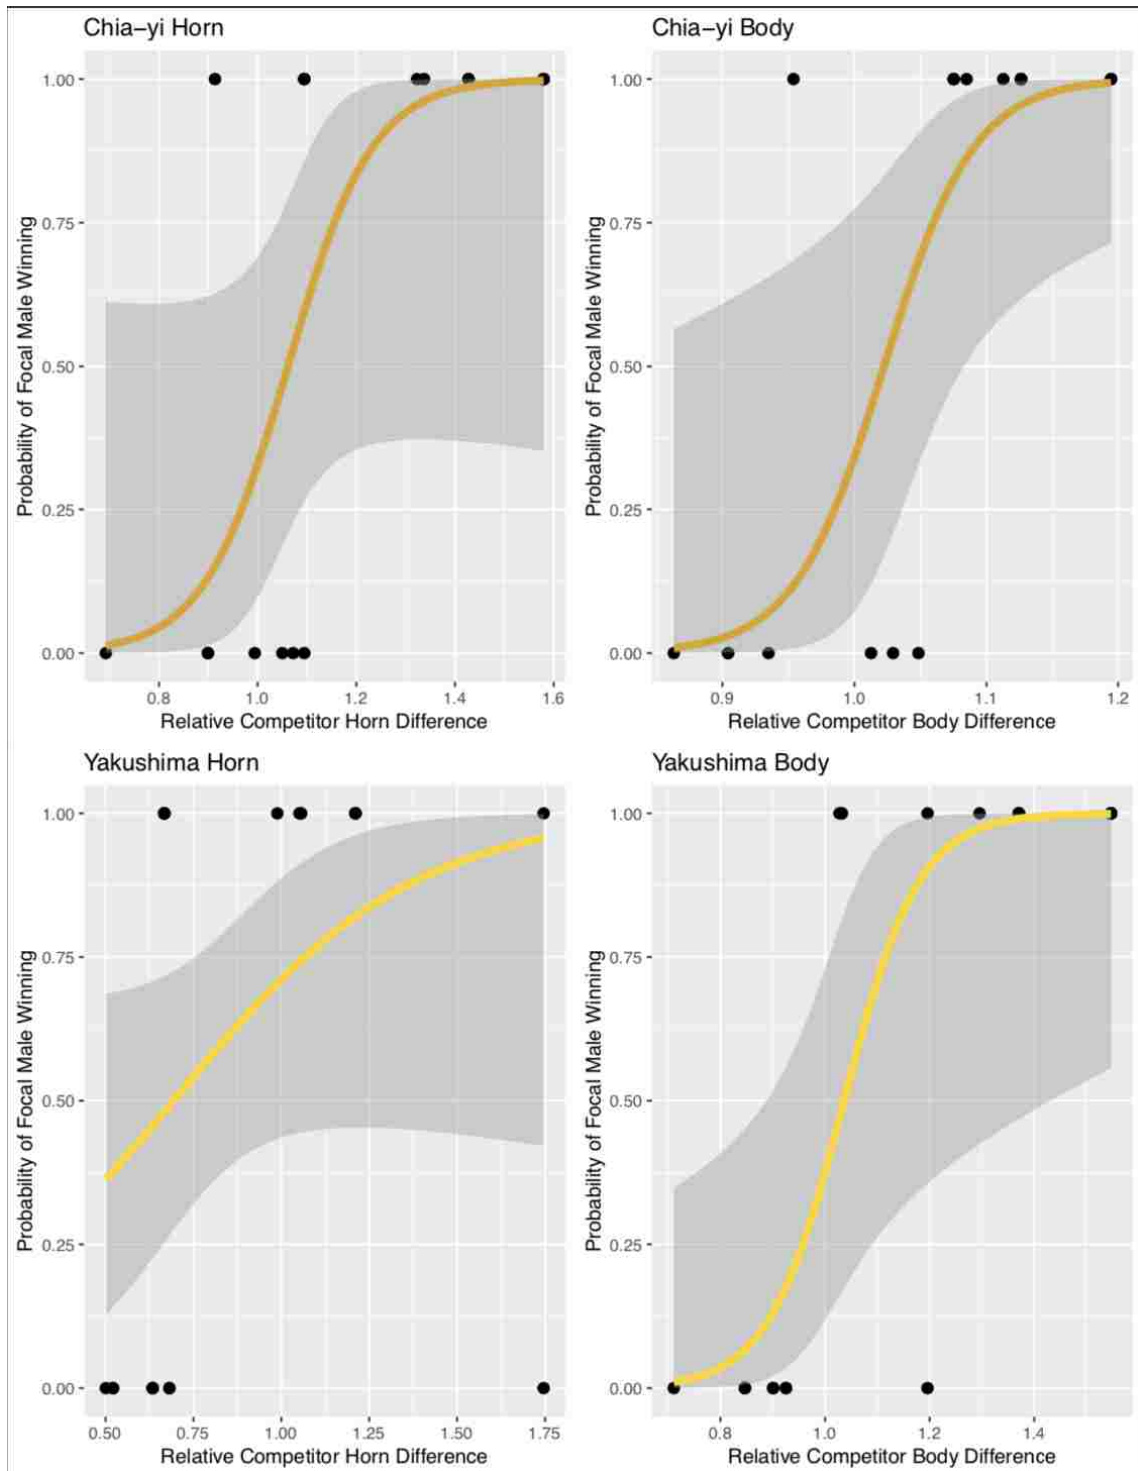 Chia−yi Horn
1.00
0.75
0.50
0.25
0.00
Probability of Focal Male Winning
0.8 1.0 1.2 1.4 1.6
Relative Competitor Horn Difference
Chia−yi Body
1.00
0.75
0.50
0.25
0.00
Probability of Focal Male Winning
0.9 1.0 1.1 1.2
Relative Competitor Body Difference
Yakushima Horn
1.00
0.75
0.50
0.25
0.00
Probability of Focal Male Winning
0.50 0.75 1.00 1.25 1.50 1.75
Relative Competitor Horn Difference
Yakushima Body
1.00
0.75
0.50
0.25
0.00
Probability of Focal Male Winning
0.8 1.0 1.2 1.4
Relative Competitor Body Difference